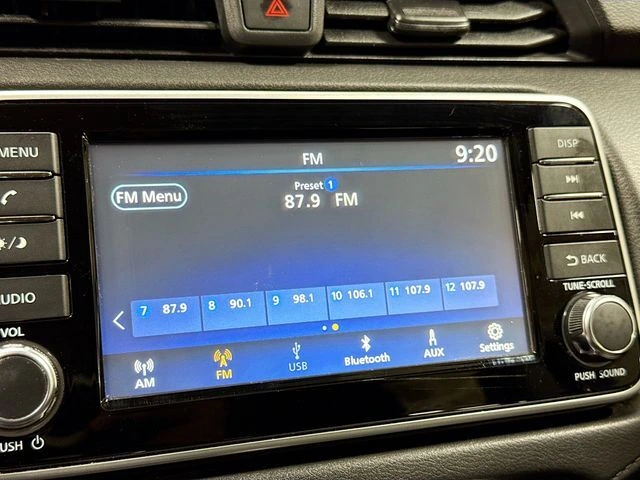 MENU
DISP
FM
9:20
FM Menu
Preset 1
87.9 FM
BACK
AUDIO
TUNE·SCROLL
7 87.9 8 90.1 9 98.1 10 106.1 11 107.9 12 107.9
VOL
AM FM USB Bluetooth AUX Settings
PUSH SOUND
PUSH